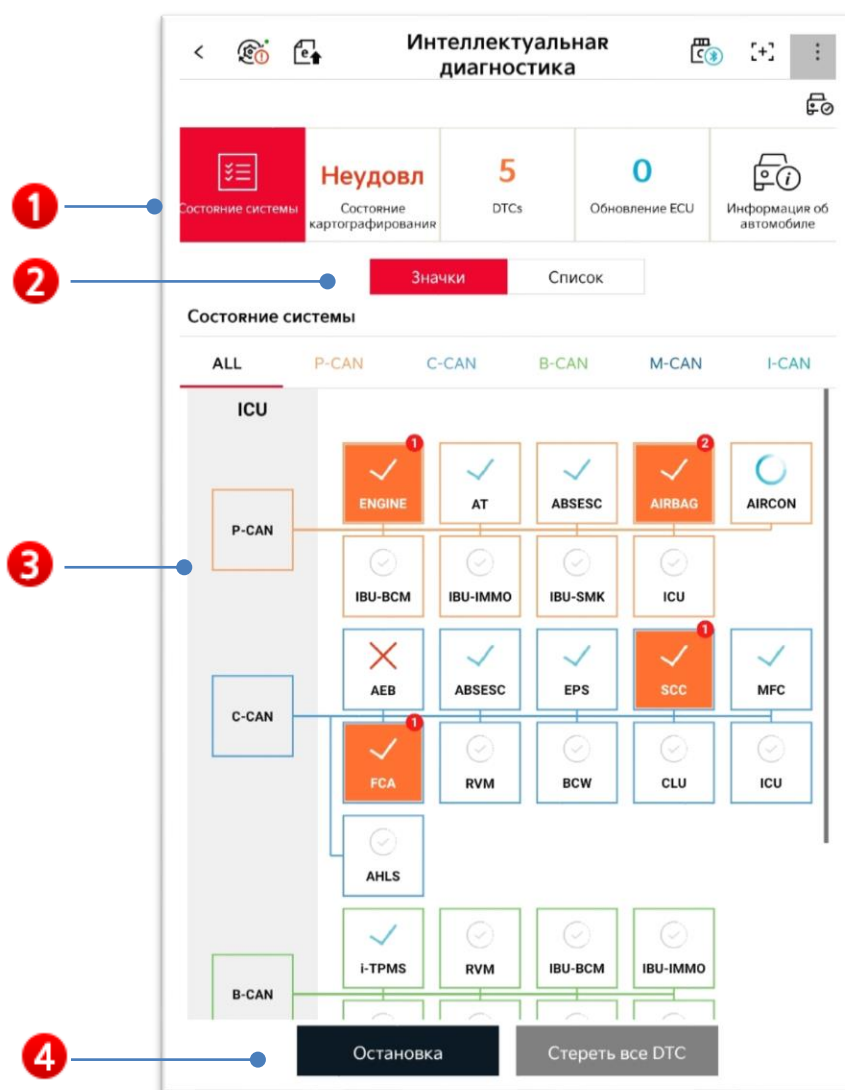 Интеллектуальная
диагностика
1
Состояние системы
Неудовл
Состояние
картографирования
5
DTCs
0
Обновление ECU
Информация об
автомобиле
2
Значки
Список
Состояние системы
ALL
P-CAN
C-CAN
B-CAN
M-CAN
I-CAN
ICU
3
P-CAN
1
ENGINE
AT
ABSESC
2
AIRBAG
AIRCON
IBU-BCM
IBU-IMMO
IBU-SMK
ICU
C-CAN
AEB
ABSESC
EPS
1
SCC
MFC
1
FCA
RVM
BCW
CLU
ICU
AHLS
B-CAN
i-TPMS
RVM
IBU-BCM
IBU-IMMO
4
Остановка
Стереть все DTC